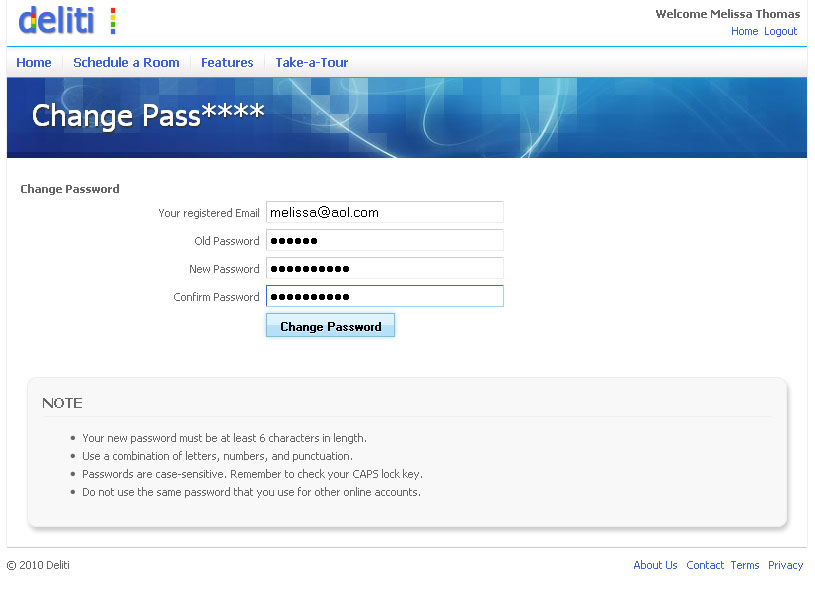 deliti
Welcome Melissa Thomas
Home Logout
Home Schedule a Room Features Take-a-Tour
Change Pass****
Change Password
Your registered Email melissa@aol.com
Old Password ●●●●●●
New Password ●●●●●●●●●●
Confirm Password ●●●●●●●●●●
Change Password
NOTE
• Your new password must be at least 6 characters in length.
• Use a combination of letters, numbers, and punctuation.
• Passwords are case-sensitive. Remember to check your CAPS lock key.
• Do not use the same password that you use for other online accounts.
© 2010 Deliti
About Us Contact Terms Privacy